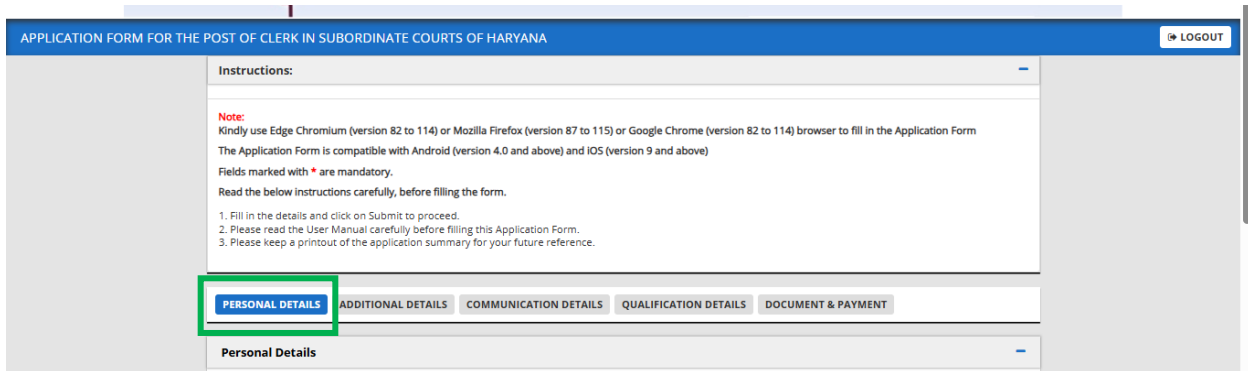 APPLICATION FORM FOR THE POST OF CLERK IN SUBORDINATE COURTS OF HARYANA
LOGOUT
Instructions:
Note:
Kindly use Edge Chromium (version 82 to 114) or Mozilla Firefox (version 87 to 115) or Google Chrome (version 82 to 114) browser to fill in the Application Form
The Application Form is compatible with Android (version 4.0 and above) and iOS (version 9 and above)
Fields marked with * are mandatory.
Read the below instructions carefully, before filling the form.
1. Fill in the details and click on Submit to proceed.
2. Please read the User Manual carefully before filling this Application Form.
3. Please keep a printout of the application summary for your future reference.
PERSONAL DETAILS ADDITIONAL DETAILS COMMUNICATION DETAILS QUALIFICATION DETAILS DOCUMENT & PAYMENT
Personal Details